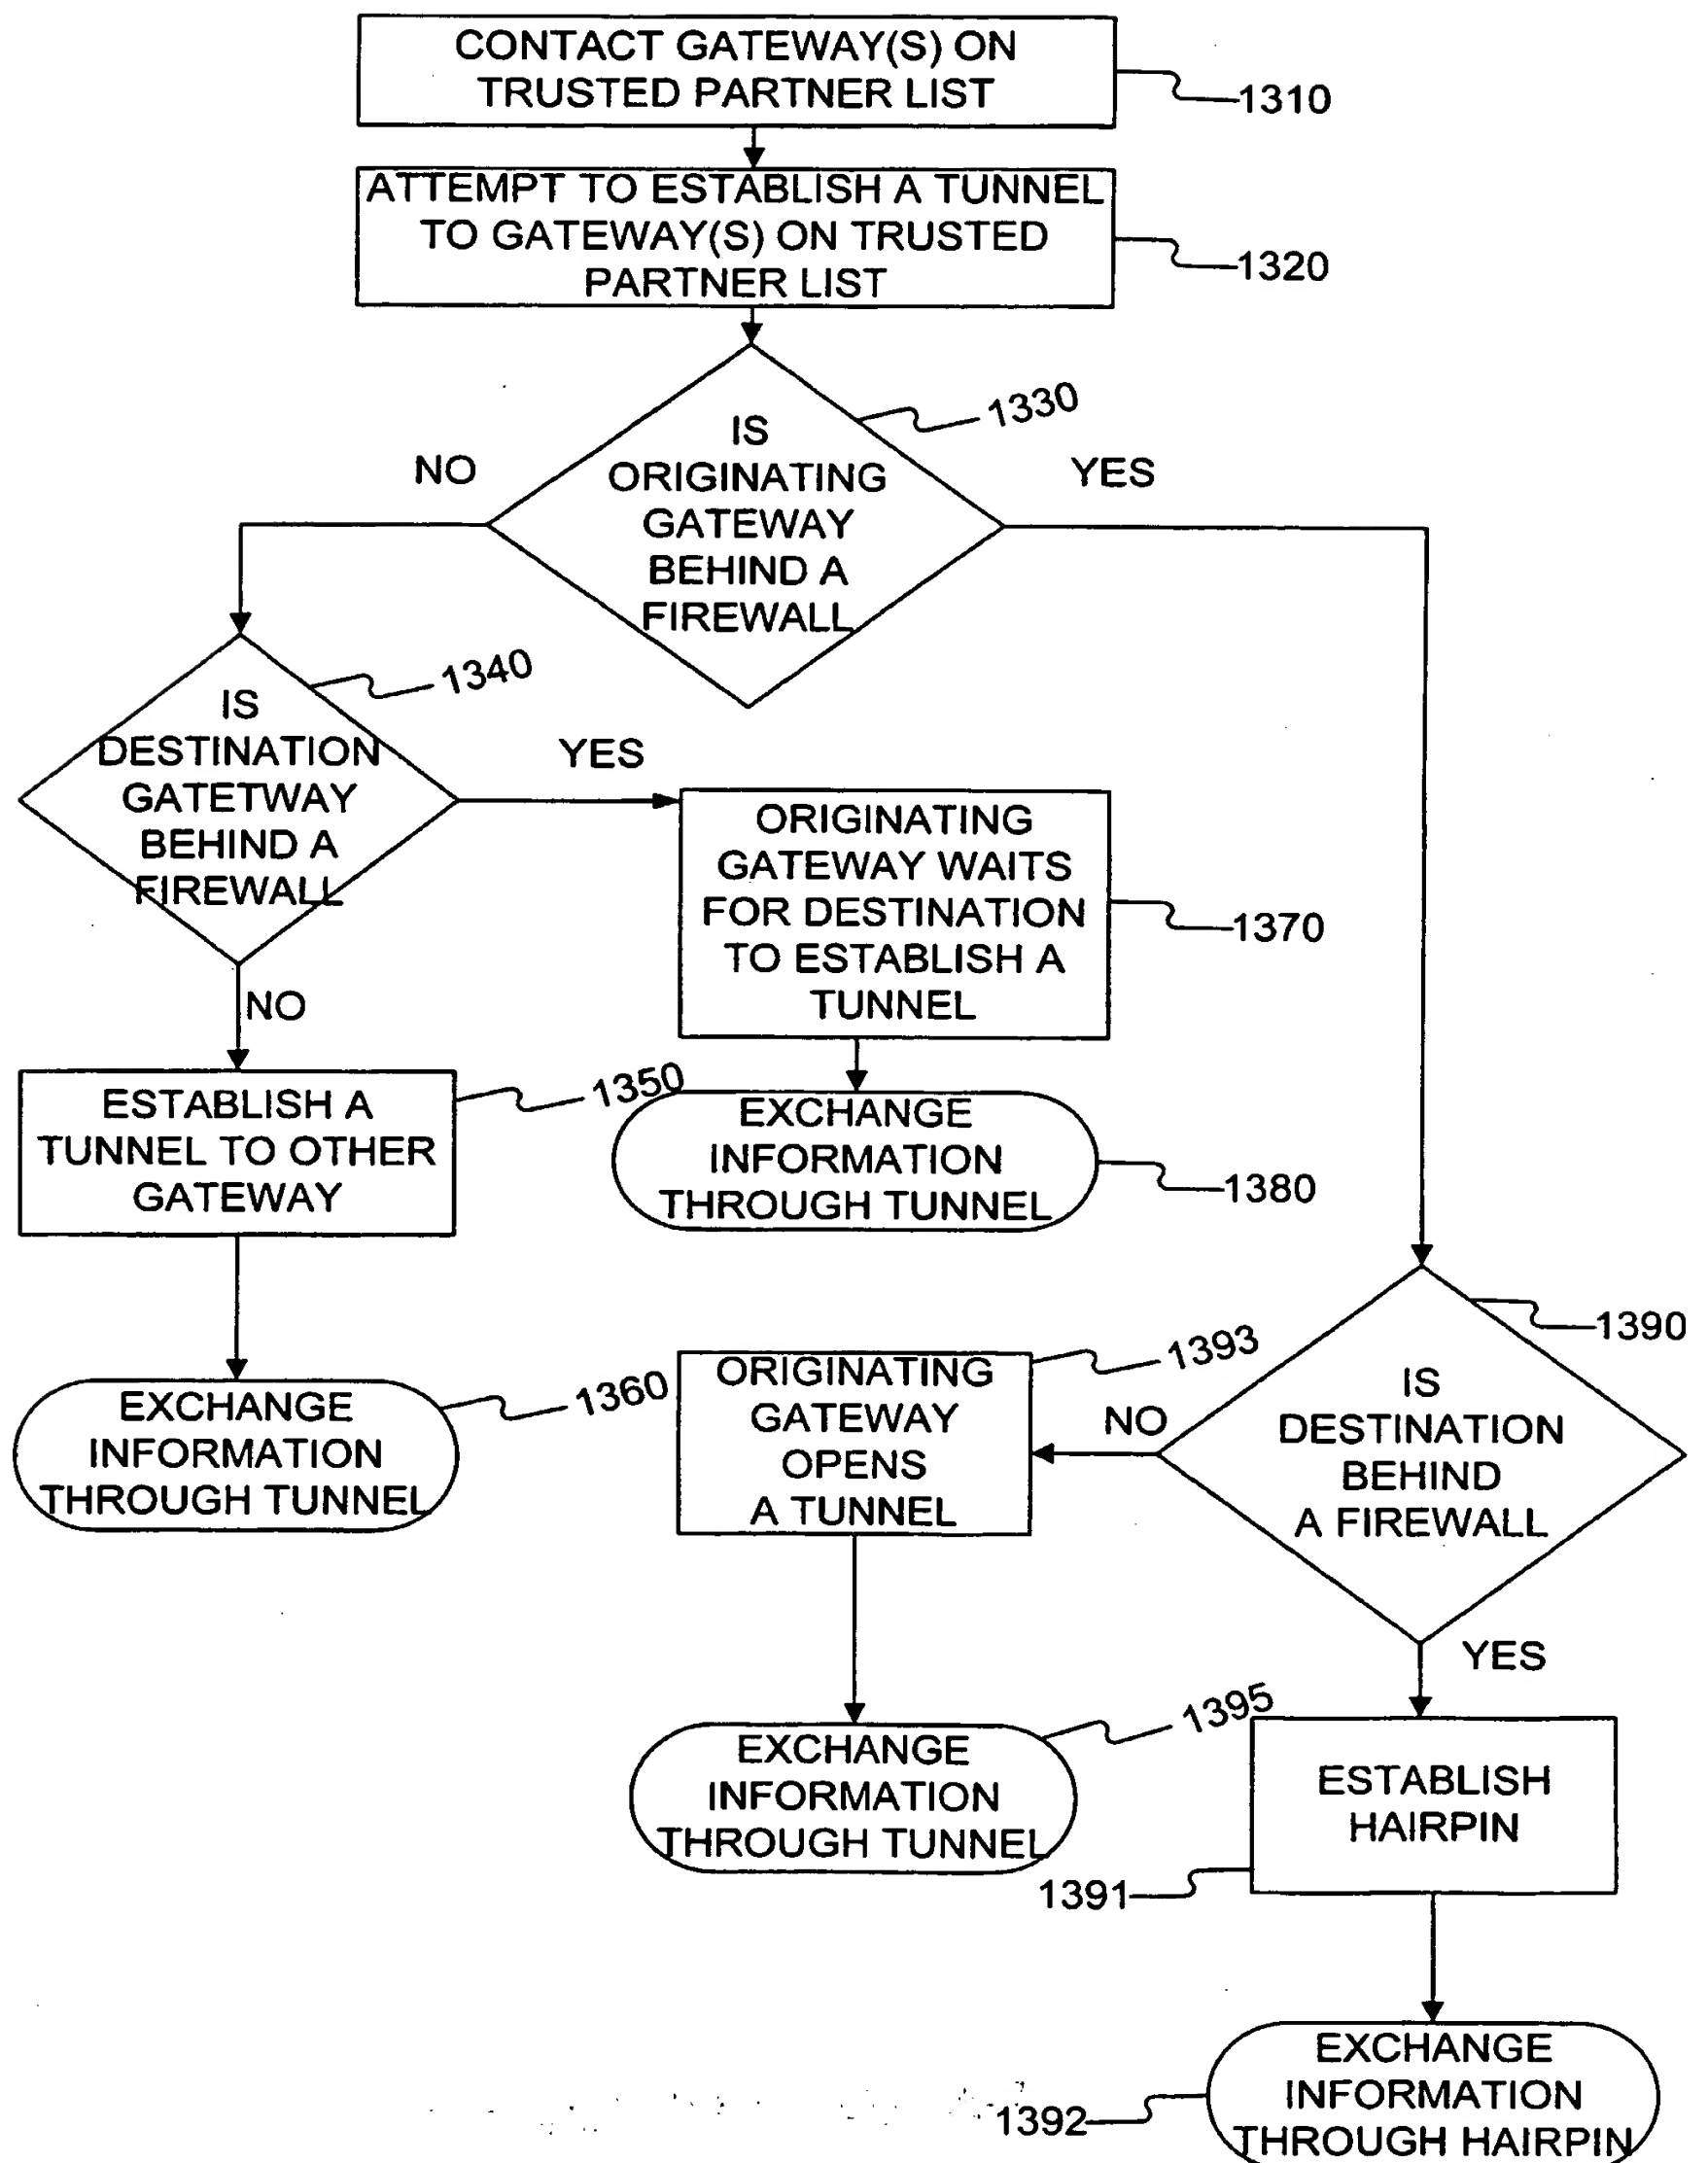 CONTACT GATEWAY(S) ON
TRUSTED PARTNER LIST
1310
ATTEMPT TO ESTABLISH A TUNNEL
TO GATEWAY(S) ON TRUSTED
PARTNER LIST
1320
1330
IS
ORIGINATING
GATEWAY
BEHIND A
FIREWALL
NO
YES
1340
IS
DESTINATION
GATETWAY
BEHIND A
FIREWALL
YES
NO
ORIGINATING
GATEWAY WAITS
FOR DESTINATION
TO ESTABLISH A
TUNNEL
1370
ESTABLISH A
TUNNEL TO OTHER
GATEWAY
1350
EXCHANGE
INFORMATION
THROUGH TUNNEL
1380
EXCHANGE
INFORMATION
THROUGH TUNNEL
1360
ORIGINATING
GATEWAY
OPENS
A TUNNEL
1393
NO
1390
IS
DESTINATION
BEHIND
A FIREWALL
YES
EXCHANGE
INFORMATION
THROUGH TUNNEL
1395
ESTABLISH
HAIRPIN
1391
EXCHANGE
INFORMATION
THROUGH HAIRPIN
1392